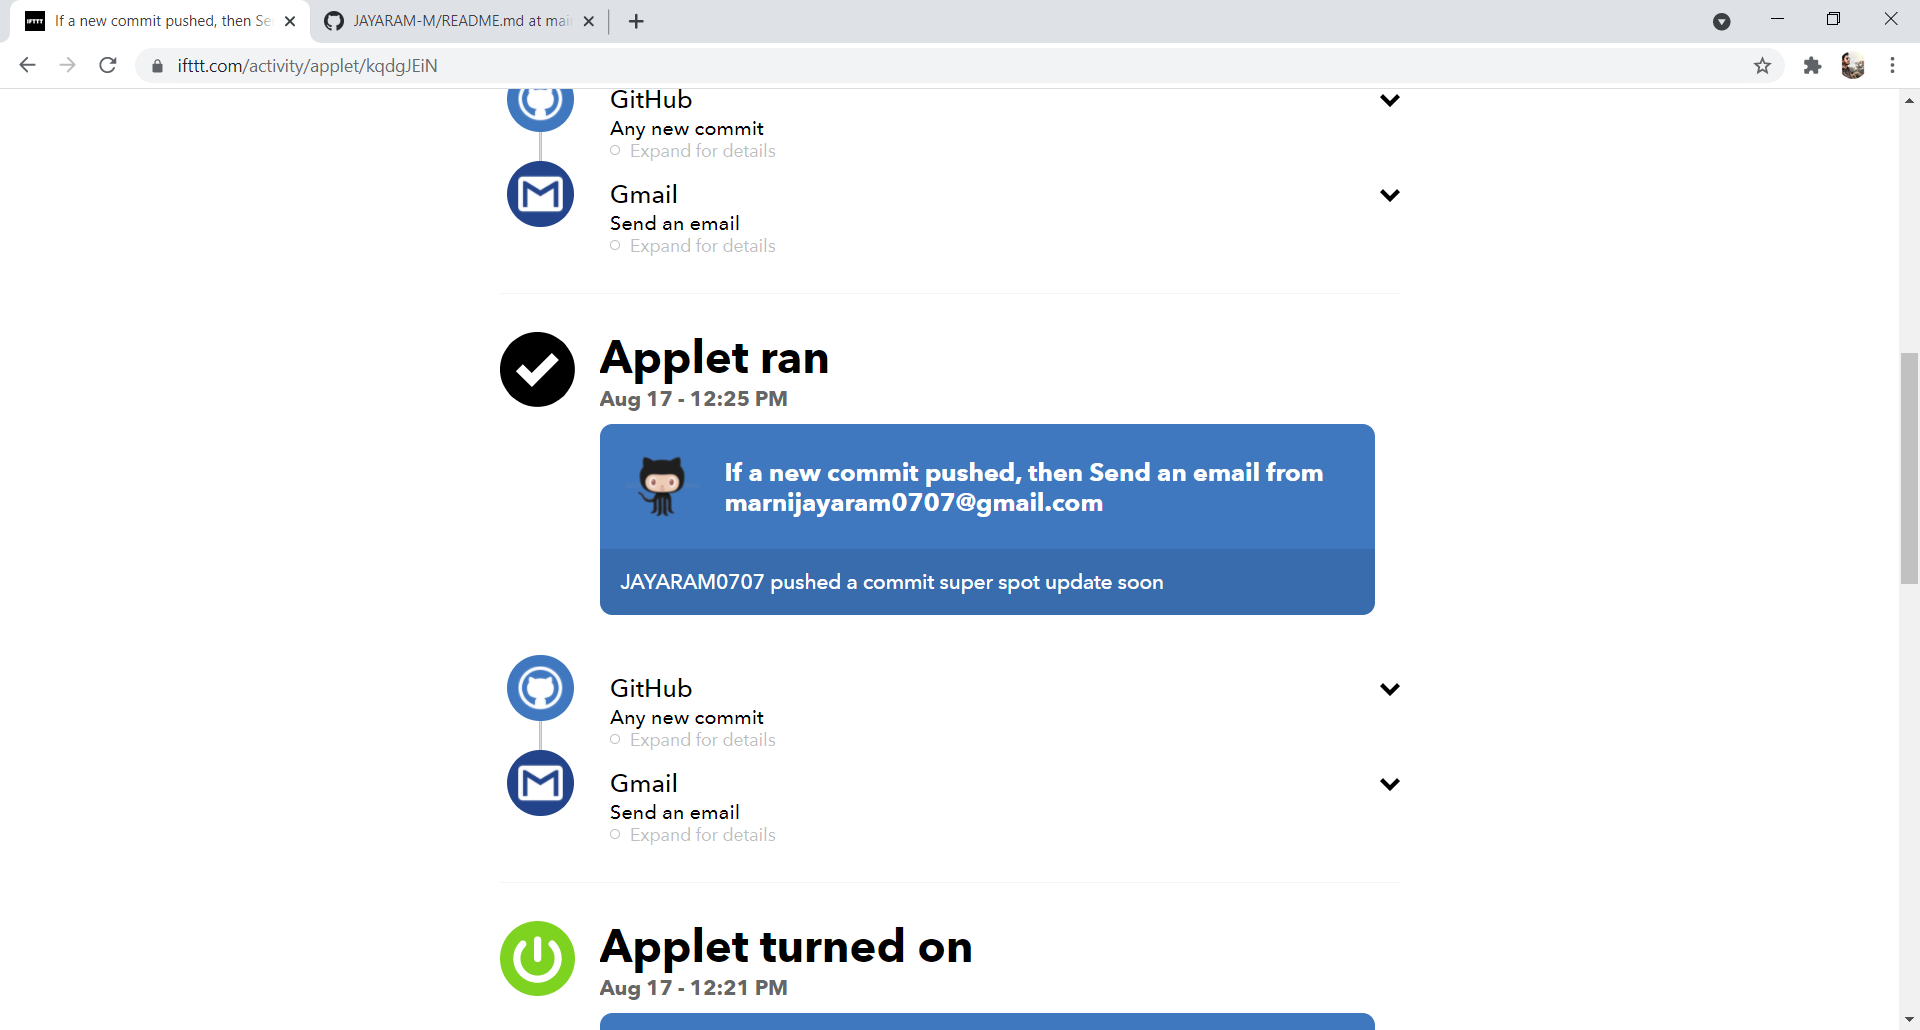 IFTTT
If a new commit pushed, then Se
JAYARAM-M/README.md at mai
ifttt.com/activity/applet/kqdgJEiN
GitHub
Any new commit
Expand for details
Gmail
Send an email
Expand for details
Applet ran
Aug 17 - 12:25 PM
If a new commit pushed, then Send an email from
marnijayaram0707@gmail.com
JAYARAM0707 pushed a commit super spot update soon
GitHub
Any new commit
Expand for details
Gmail
Send an email
Expand for details
Applet turned on
Aug 17 - 12:21 PM